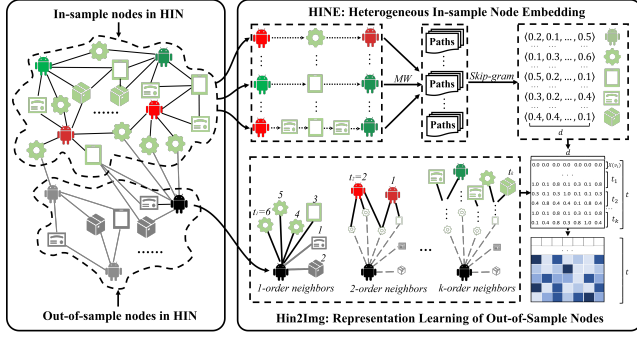 In-sample nodes in HIN
HINE: Heterogeneous In-sample Node Embedding
Paths
MW
Paths
Skip-gram
Paths
⟨0.2, 0.1, ..., 0.5⟩
⟨0.1, 0.3, ..., 0.6⟩
⟨0.5, 0.2, ..., 0.1⟩
⟨0.3, 0.2, ..., 0.4⟩
⟨0.4, 0.4, ..., 0.1⟩
d
d
t₁=6
5
4
3
1
2
1-order neighbors
t₂=2
1
2-order neighbors
tₖ
k-order neighbors
t₁
t₂
tₖ
t
t
Out-of-sample nodes in HIN
Hin2Img: Representation Learning of Out-of-Sample Nodes